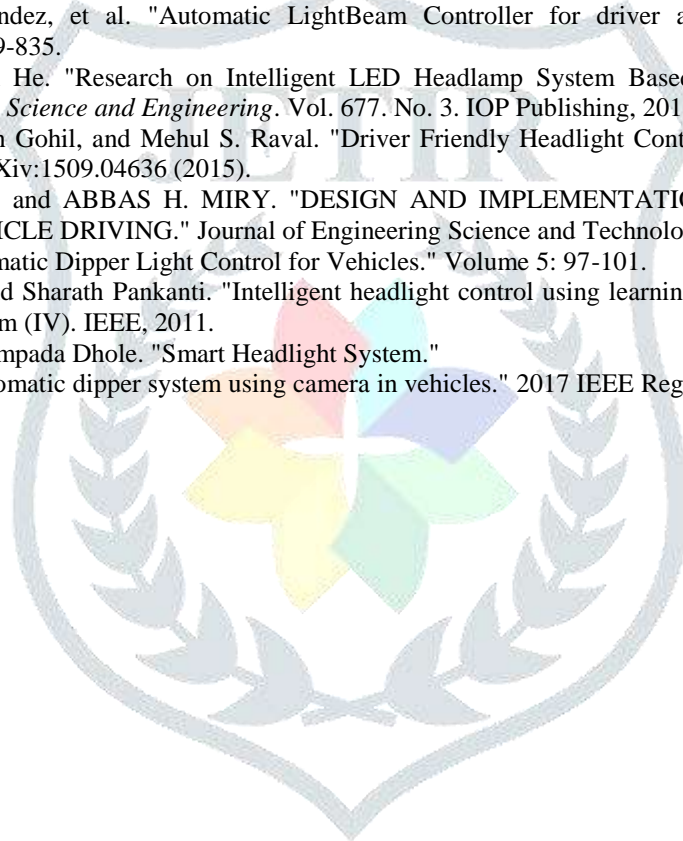 ndez, et al. "Automatic LightBeam Controller for driver a
9-835.
He. "Research on Intelligent LED Headlamp System Based
Science and Engineering. Vol. 677. No. 3. IOP Publishing, 201
n Gohil, and Mehul S. Raval. "Driver Friendly Headlight Cont
Xiv:1509.04636 (2015).
and ABBAS H. MIRY. "DESIGN AND IMPLEMENTATIO
ICLE DRIVING." Journal of Engineering Science and Technolo
matic Dipper Light Control for Vehicles." Volume 5: 97-101.
d Sharath Pankanti. "Intelligent headlight control using learnin
m (IV). IEEE, 2011.
mpada Dhole. "Smart Headlight System."
omatic dipper system using camera in vehicles." 2017 IEEE Reg
JETIR